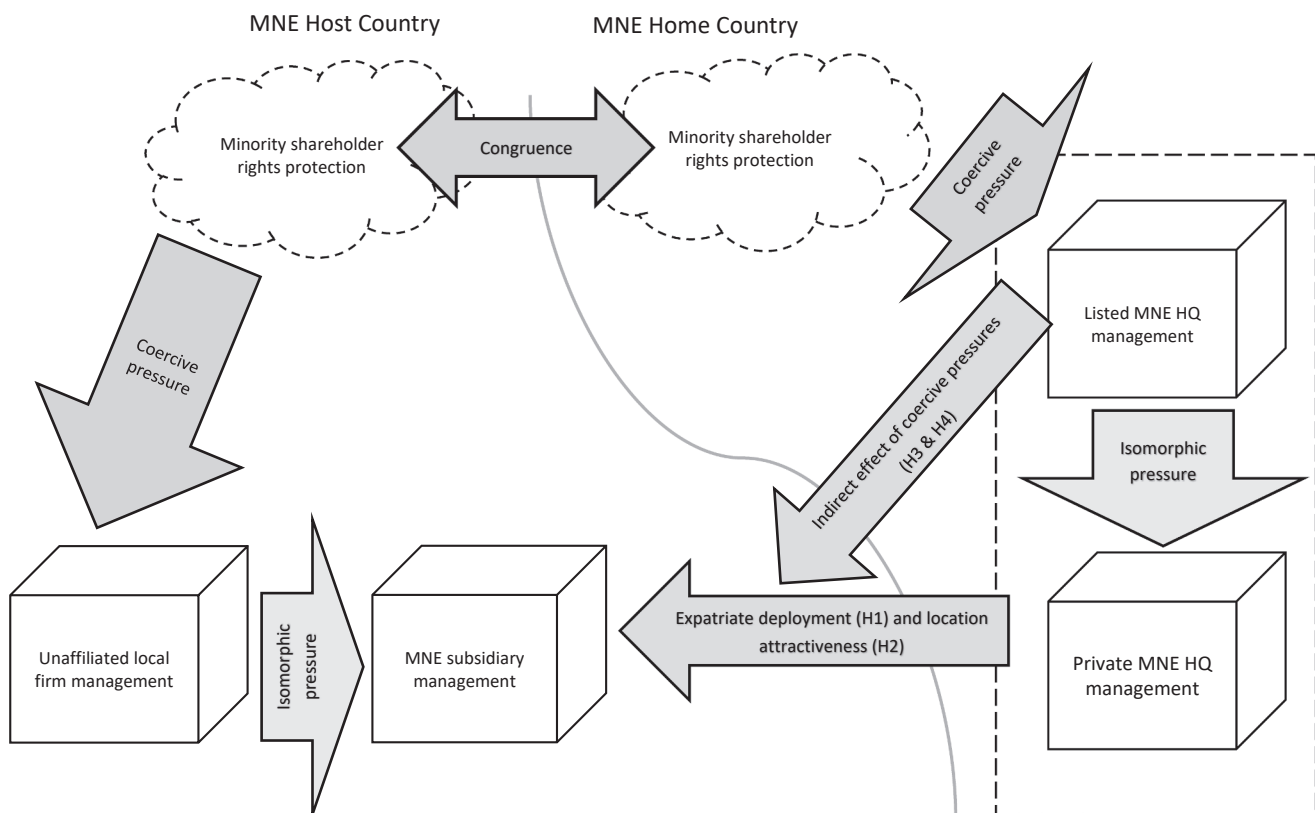 MNE Host Country
MNE Home Country
Minority shareholder
rights protection
Congruence
Minority shareholder
rights protection
Coercive
pressure
Listed MNE HQ
management
Coercive
pressure
Indirect effect of coercive pressures
(H3 & H4)
Isomorphic
pressure
Unaffiliated local
firm management
Isomorphic
pressure
MNE subsidiary
management
Expatriate deployment (H1) and location
attractiveness (H2)
Private MNE HQ
management